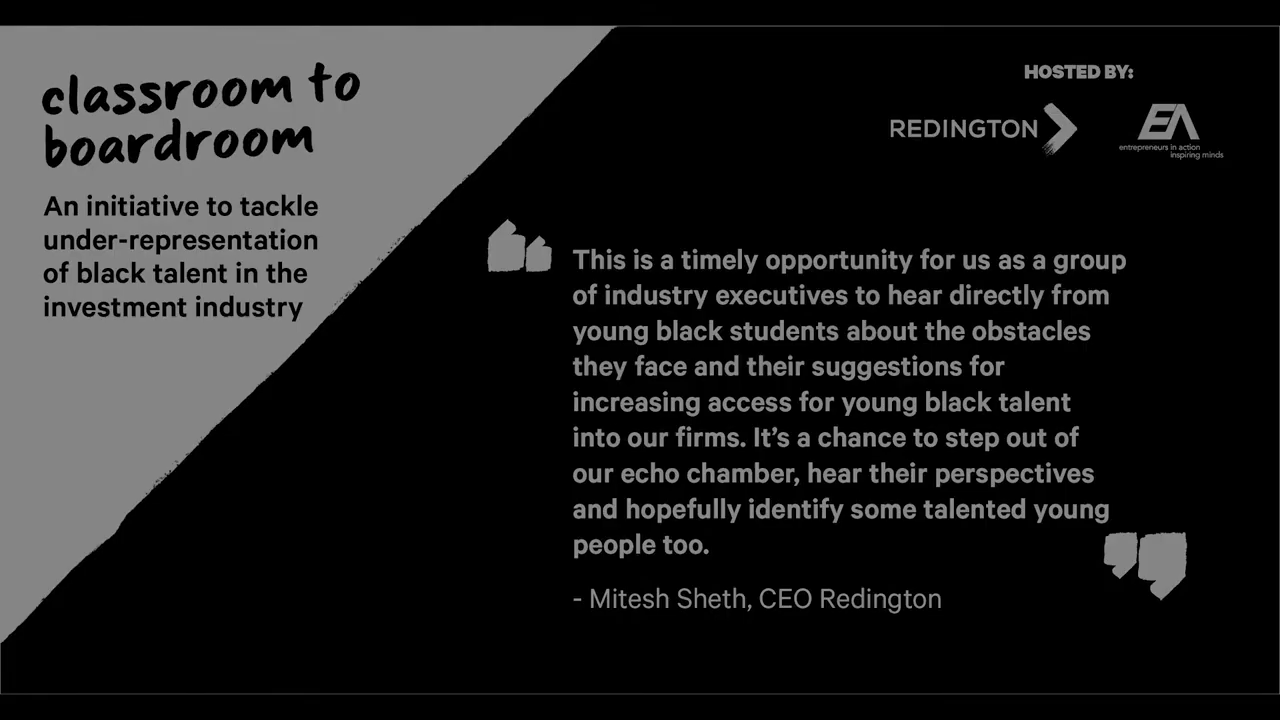 classroom to
boardroom
An initiative to tackle
under-representation
of black talent in the
investment industry
HOSTED BY:
REDINGTON
EA
entrepreneurs in action
inspiring minds
This is a timely opportunity for us as a group
of industry executives to hear directly from
young black students about the obstacles
they face and their suggestions for
increasing access for young black talent
into our firms. It’s a chance to step out of
our echo chamber, hear their perspectives
and hopefully identify some talented young
people too.
- Mitesh Sheth, CEO Redington